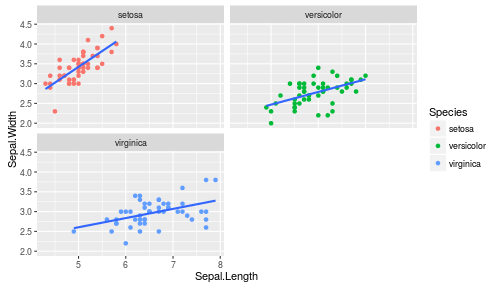 setosa
versicolor
4.5
4.0
3.5
3.0
2.5
2.0
Sepal.Width
virginica
4.5
4.0
3.5
3.0
2.5
2.0
5
6
7
8
Sepal.Length
Species
setosa
versicolor
virginica